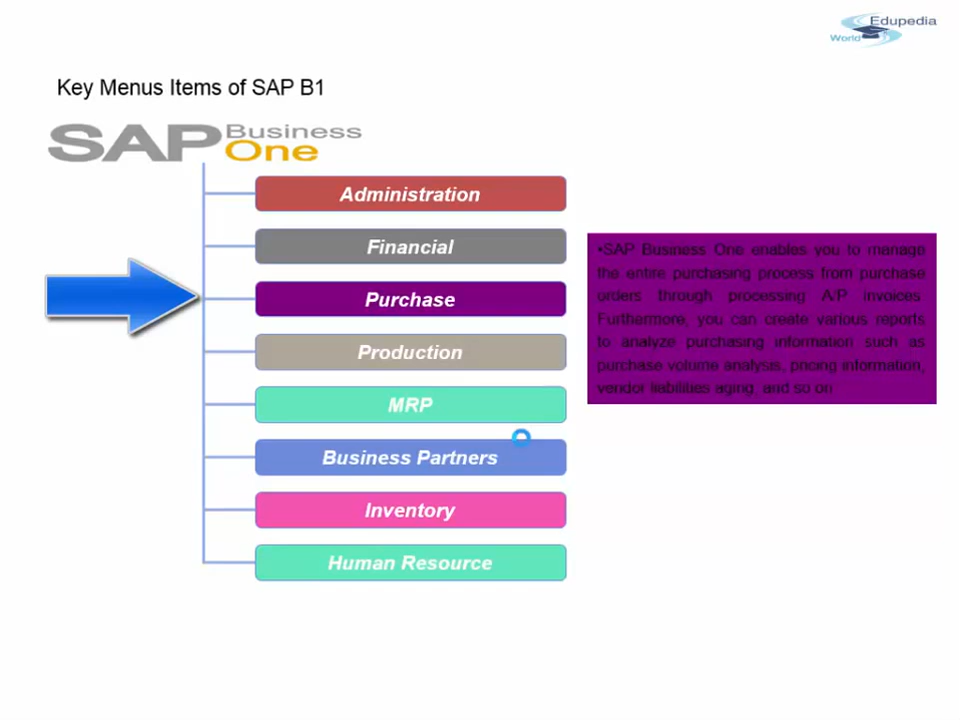 Edupedia
World
Key Menus Items of SAP B1
SAP Business
One
Administration
Financial
Purchase
Production
MRP
Business Partners
Inventory
Human Resource
•SAP Business One enables you to manage
the entire purchasing process from purchase
orders through processing A/P invoices.
Furthermore, you can create various reports
to analyze purchasing information such as
purchase volume analysis, pricing information,
vendor liabilities aging, and so on